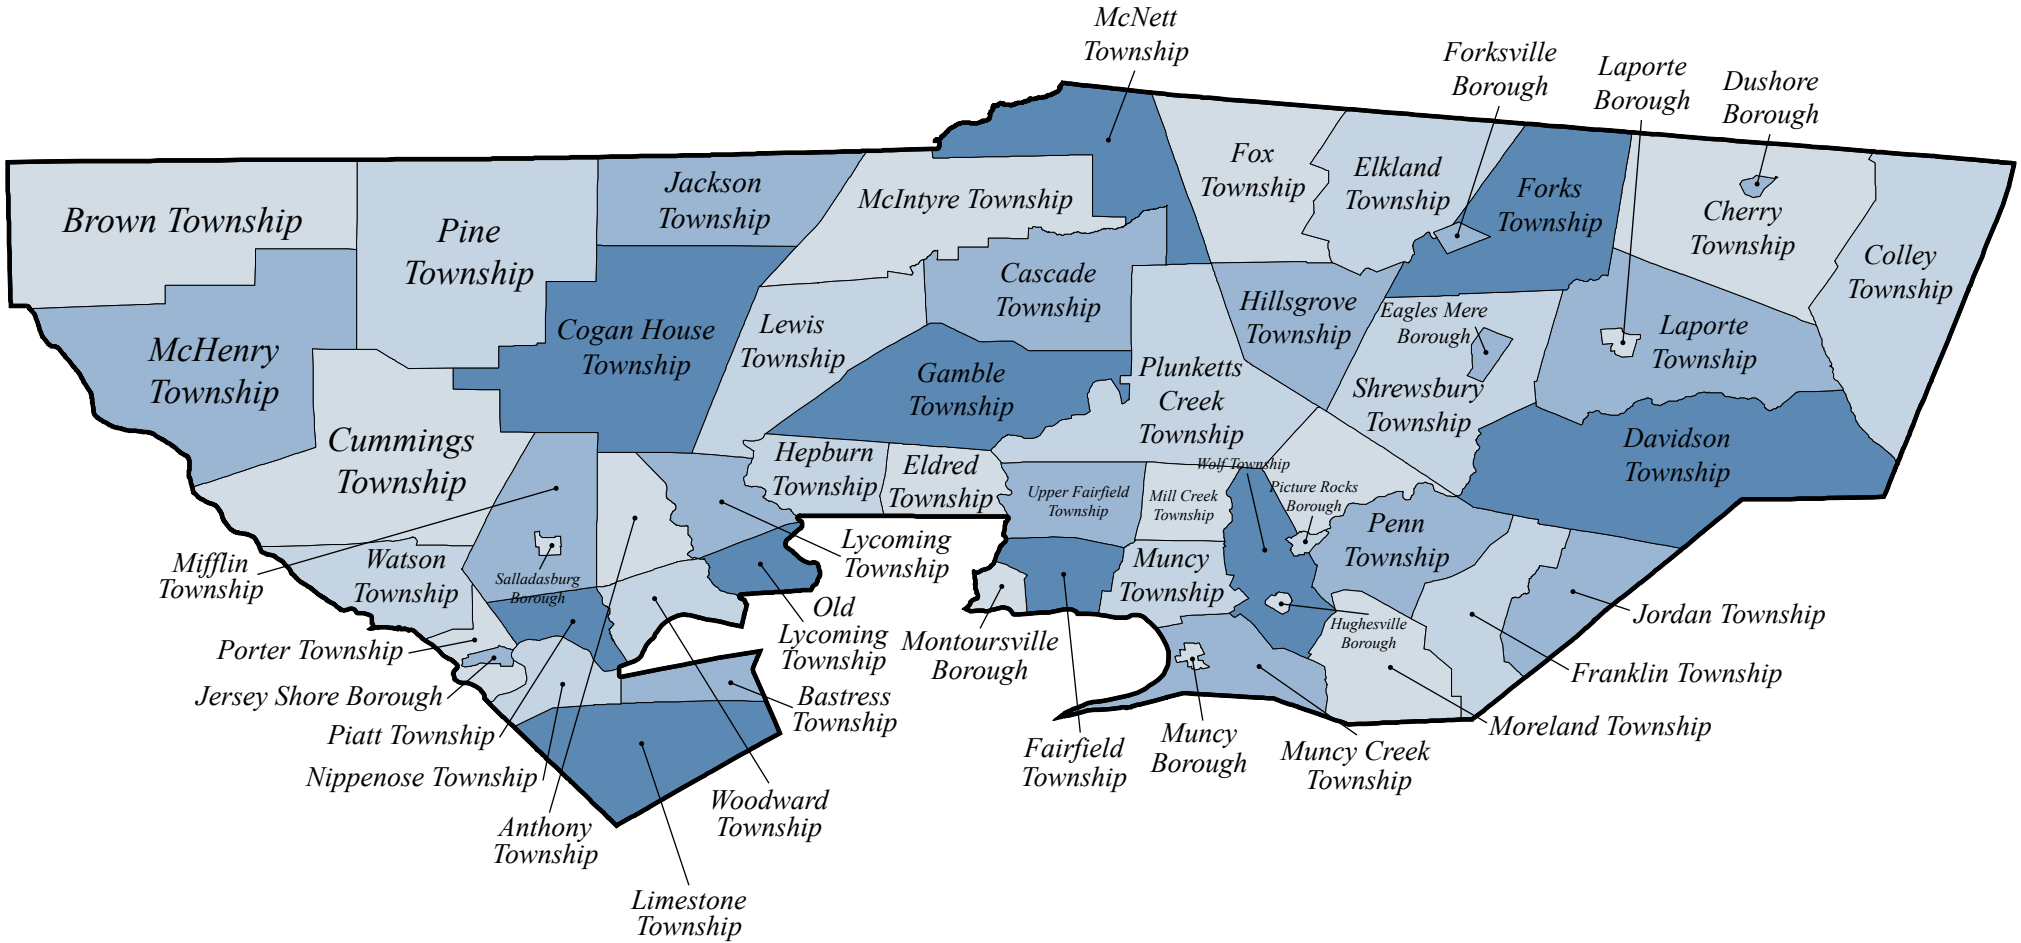 McNett
Township
Forksville
Borough
Laporte
Borough
Dushore
Borough
Brown Township
Pine
Township
Jackson
Township
McIntyre Township
Fox
Township
Elkland
Township
Forks
Township
Cherry
Township
Colley
Township
McHenry
Township
Cogan House
Township
Lewis
Township
Cascade
Township
Hillsgrove
Township
Eagles Mere
Borough
Laporte
Township
Gamble
Township
Plunketts
Creek
Township
Shrewsbury
Township
Davidson
Township
Cummings
Township
Hepburn
Township
Eldred
Township
Wolf Township
Upper Fairfield
Township
Mill Creek
Township
Picture Rocks
Borough
Penn
Township
Mifflin
Township
Watson
Township
Salladasburg
Borough
Lycoming
Township
Muncy
Township
Old
Lycoming
Township
Montoursville
Borough
Hughesville
Borough
Jordan Township
Porter Township
Jersey Shore Borough
Bastress
Township
Franklin Township
Piatt Township
Nippenose Township
Fairfield
Township
Muncy
Borough
Muncy Creek
Township
Moreland Township
Anthony
Township
Woodward
Township
Limestone
Township